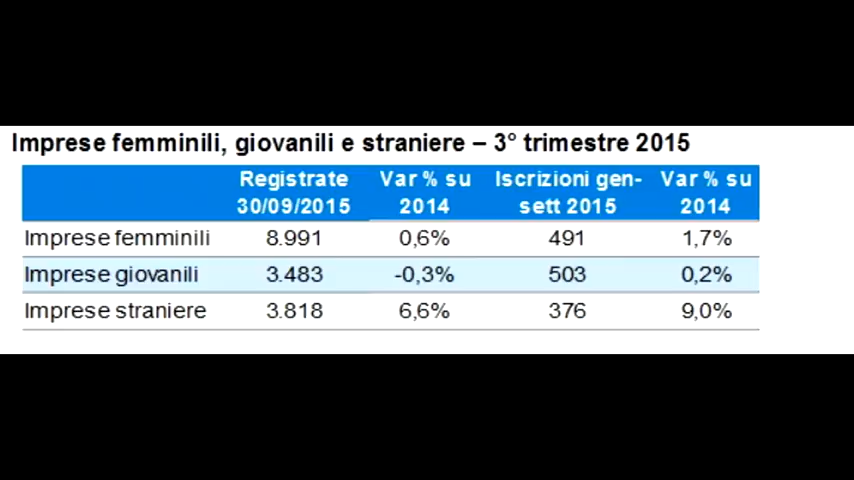 Imprese femminili, giovanili e straniere – 3° trimestre 2015
Registrate 30/09/2015 Var % su 2014 Iscrizioni gen-sett 2015 Var % su 2014
Imprese femminili 8.991 0,6% 491 1,7%
Imprese giovanili 3.483 -0,3% 503 0,2%
Imprese straniere 3.818 6,6% 376 9,0%